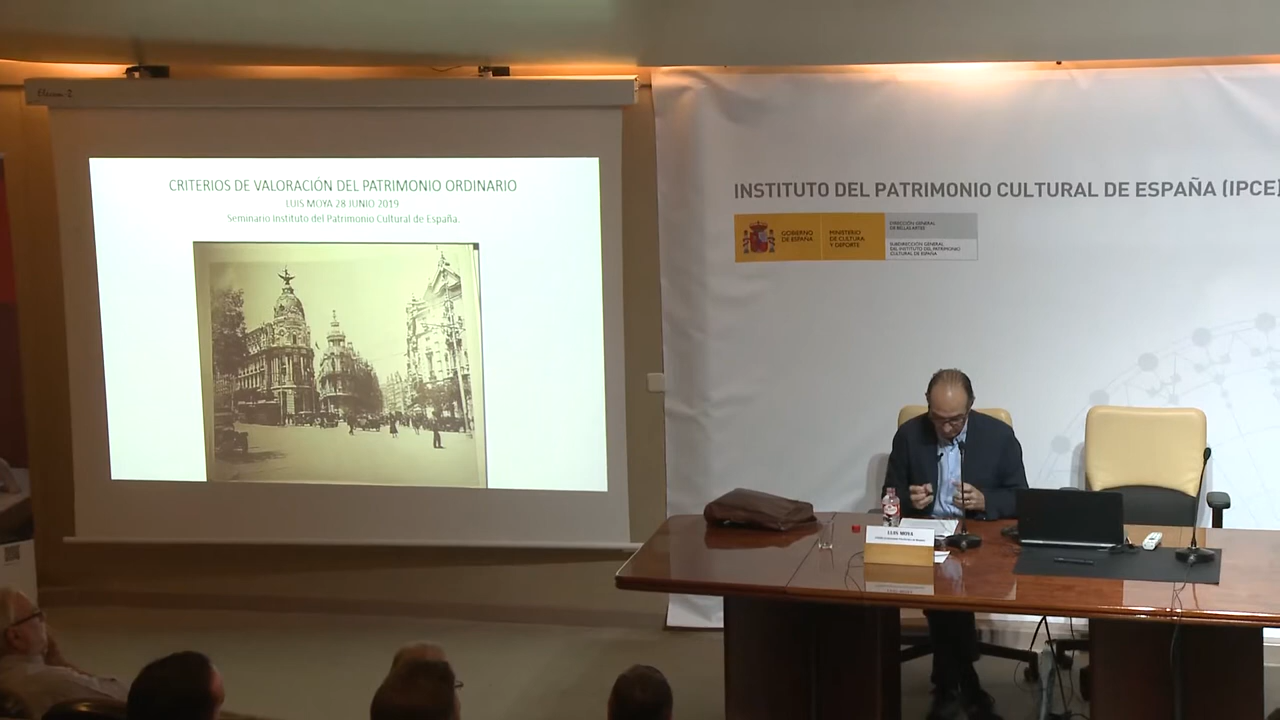 CRITERIOS DE VALORACIÓN DEL PATRIMONIO ORDINARIO
LUIS MOYA 28 JUNIO 2019
Seminario Instituto del Patrimonio Cultural de España.
INSTITUTO DEL PATRIMONIO CULTURAL DE ESPAÑA (IPCE)
GOBIERNO
DE ESPAÑA
MINISTERIO
DE CULTURA
Y DEPORTE
DIRECCIÓN GENERAL
DE BELLAS ARTES
SUBDIRECCIÓN GENERAL
DEL INSTITUTO DEL PATRIMONIO
CULTURAL DE ESPAÑA
LUIS MOYA